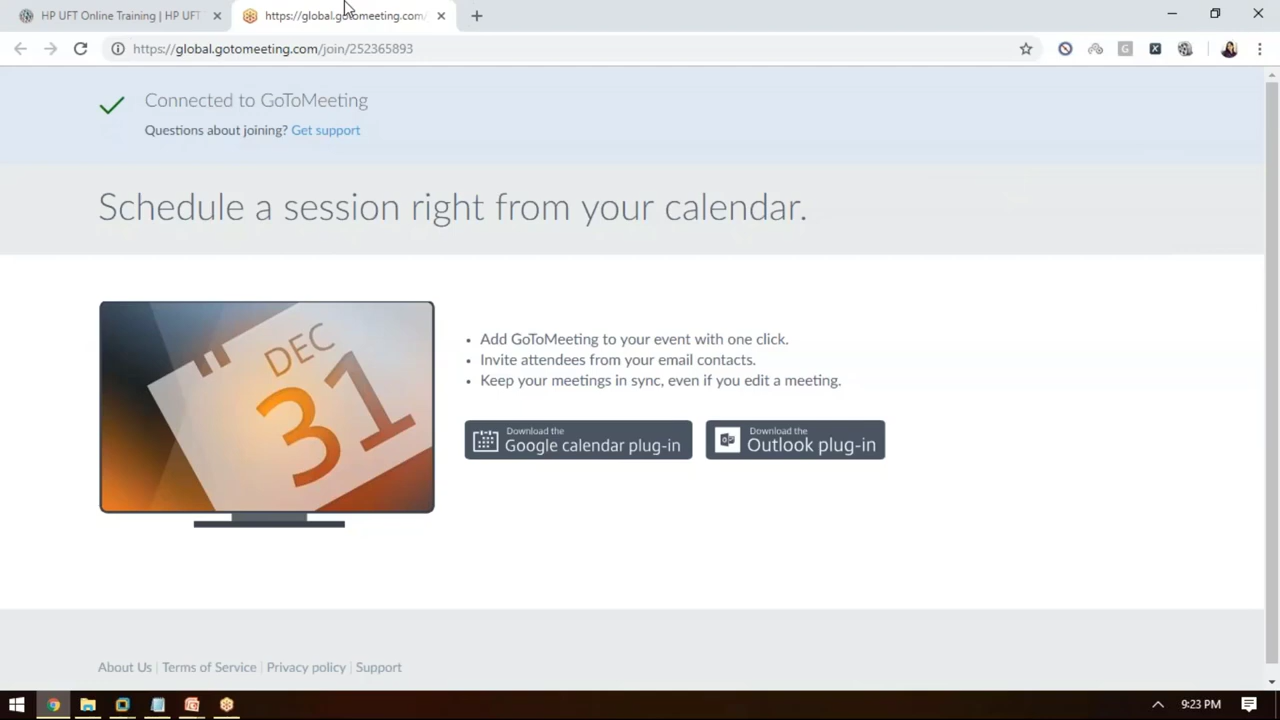 HP UFT Online Training | HP UFT
https://global.gotomeeting.com/
https://global.gotomeeting.com/join/252365893
G
X
Connected to GoToMeeting
Questions about joining? Get support
Schedule a session right from your calendar.
DEC
31
• Add GoToMeeting to your event with one click.
• Invite attendees from your email contacts.
• Keep your meetings in sync, even if you edit a meeting.
Download the
Google calendar plug-in
Download the
Outlook plug-in
About Us | Terms of Service | Privacy policy | Support
9:23 PM